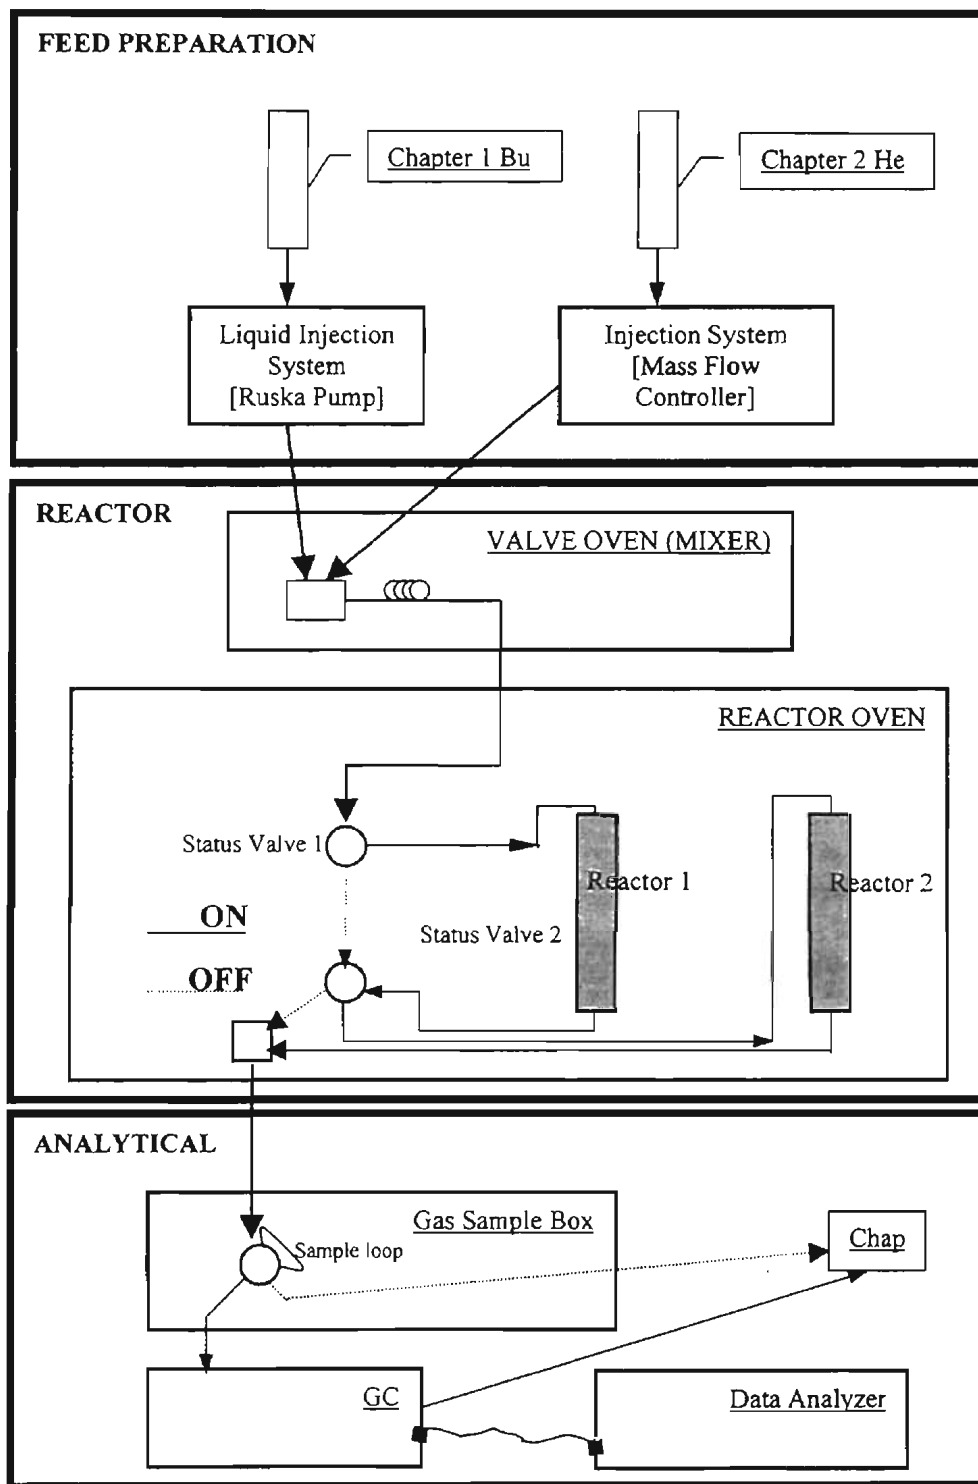 FEED PREPARATION
Chapter 1 Bu
Chapter 2 He
Liquid Injection
System
[Ruska Pump]
Injection System
[Mass Flow
Controller]
REACTOR
VALVE OVEN (MIXER)
REACTOR OVEN
Status Valve 1
Reactor 1
Reactor 2
ON
Status Valve 2
OFF
ANALYTICAL
Gas Sample Box
Sample loop
Chap
GC
Data Analyzer